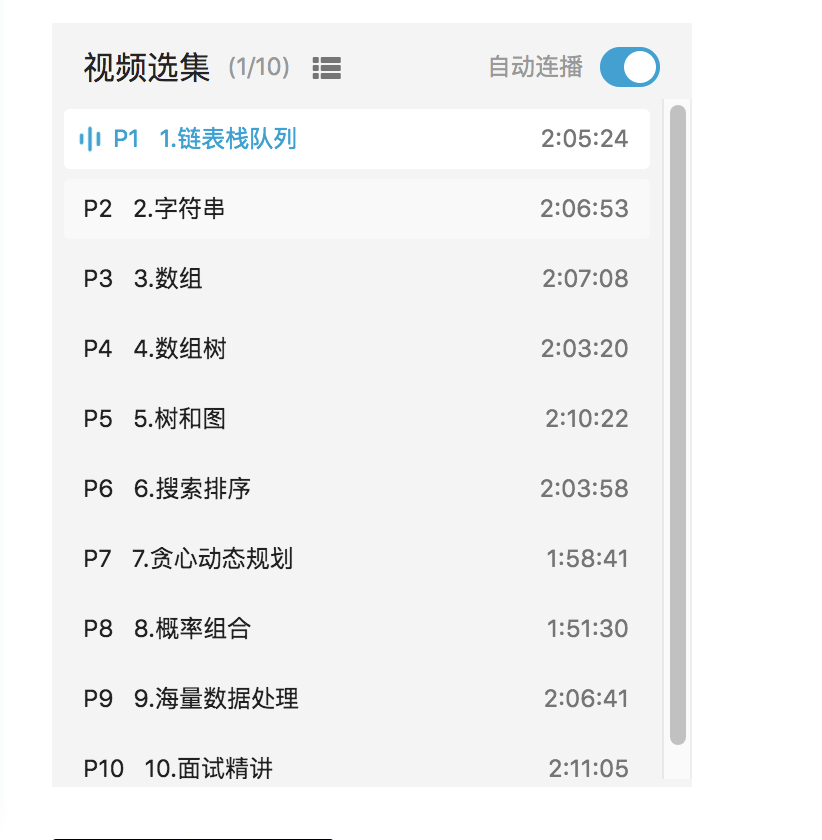 视频选集 (1/10) 自动连播
P1 1.链表栈队列 2:05:24
P2 2.字符串 2:06:53
P3 3.数组 2:07:08
P4 4.数组树 2:03:20
P5 5.树和图 2:10:22
P6 6.搜索排序 2:03:58
P7 7.贪心动态规划 1:58:41
P8 8.概率组合 1:51:30
P9 9.海量数据处理 2:06:41
P10 10.面试精讲 2:11:05